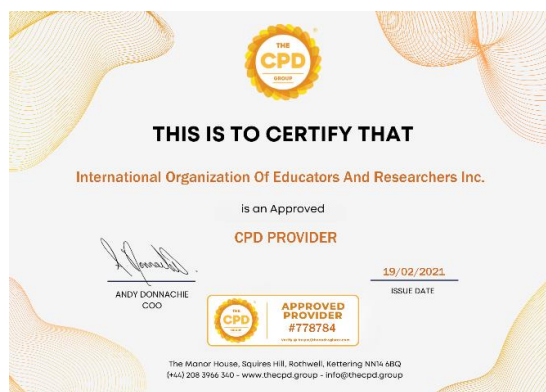 THE
CPD
GROUP
THIS IS TO CERTIFY THAT
International Organization Of Educators And Researchers Inc.
is an Approved
CPD PROVIDER
19/02/2021
ISSUE DATE
ANDY DONNACHIE
COO
THE
CPD
GROUP
APPROVED
PROVIDER
#778784
The Manor House, Squires Hill, Rothwell, Kettering NN14 6BQ
(+44) 208 3966 340 - www.thecpd.group - info@thecpd.group